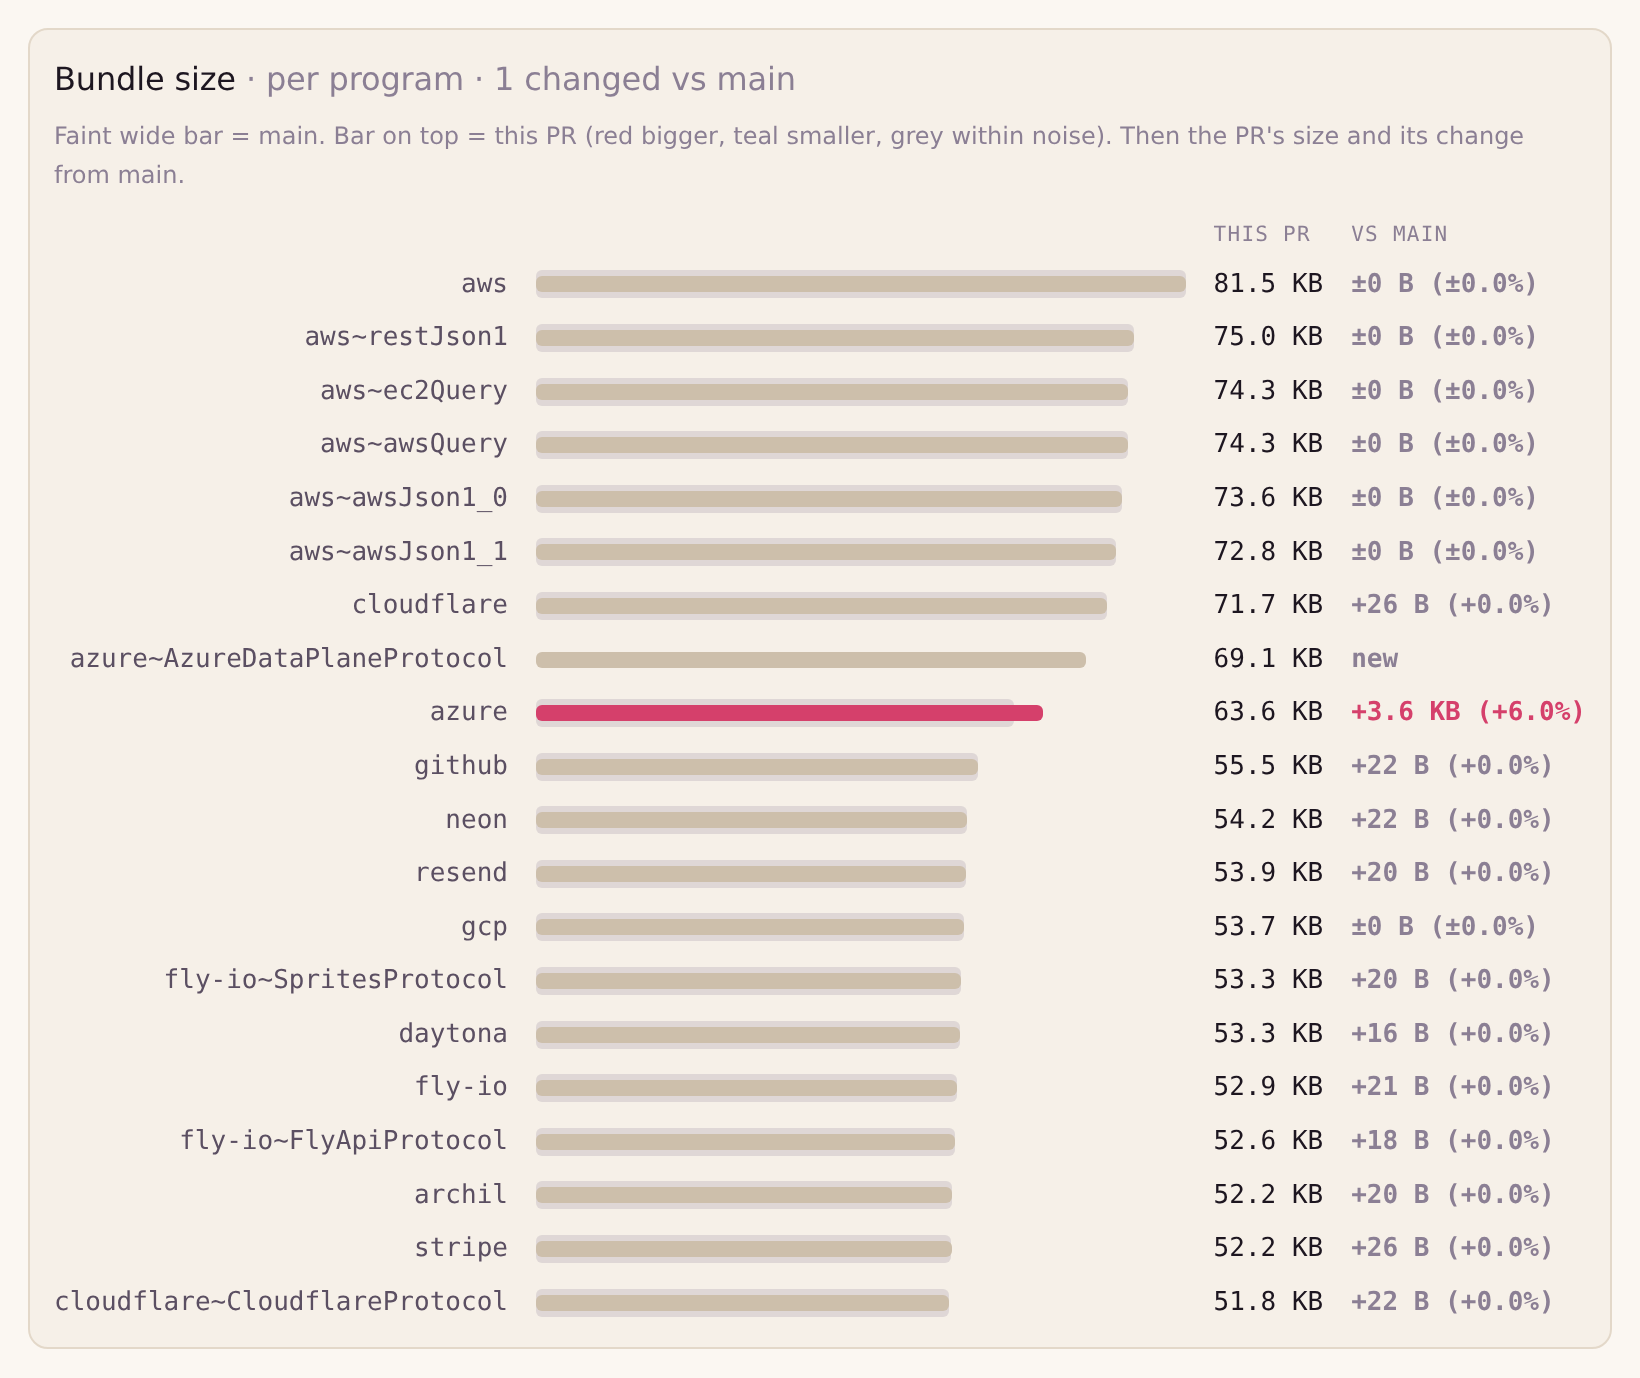 Bundle size · per program · 1 changed vs main
Faint wide bar = main. Bar on top = this PR (red bigger, teal smaller, grey within noise). Then the PR's size and its change
from main.
THIS PR VS MAIN
aws 81.5 KB ±0 B (±0.0%)
aws~restJson1 75.0 KB ±0 B (±0.0%)
aws~ec2Query 74.3 KB ±0 B (±0.0%)
aws~awsQuery 74.3 KB ±0 B (±0.0%)
aws~awsJson1_0 73.6 KB ±0 B (±0.0%)
aws~awsJson1_1 72.8 KB ±0 B (±0.0%)
cloudflare 71.7 KB +26 B (+0.0%)
azure~AzureDataPlaneProtocol 69.1 KB new
azure 63.6 KB +3.6 KB (+6.0%)
github 55.5 KB +22 B (+0.0%)
neon 54.2 KB +22 B (+0.0%)
resend 53.9 KB +20 B (+0.0%)
gcp 53.7 KB ±0 B (±0.0%)
fly-io~SpritesProtocol 53.3 KB +20 B (+0.0%)
daytona 53.3 KB +16 B (+0.0%)
fly-io 52.9 KB +21 B (+0.0%)
fly-io~FlyApiProtocol 52.6 KB +18 B (+0.0%)
archil 52.2 KB +20 B (+0.0%)
stripe 52.2 KB +26 B (+0.0%)
cloudflare~CloudflareProtocol 51.8 KB +22 B (+0.0%)